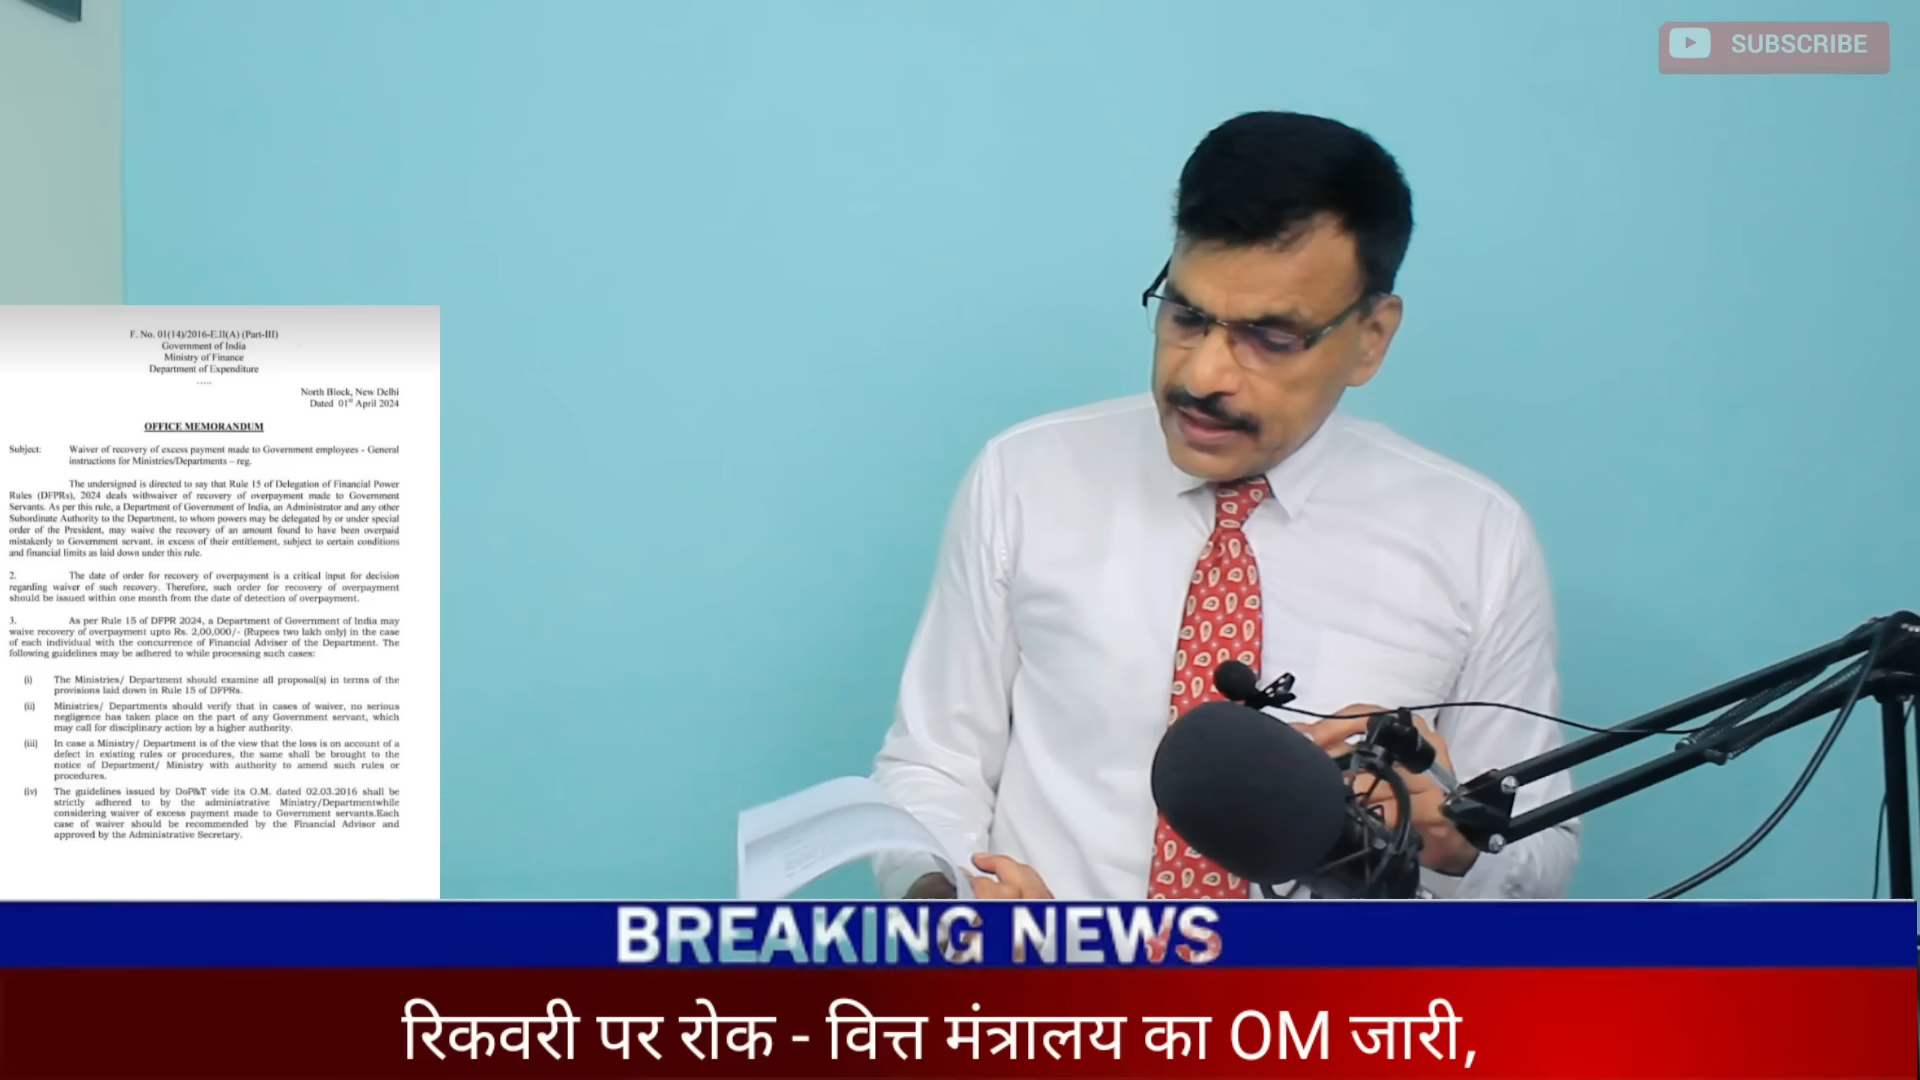 SUBSCRIBE
F. No. 01(14)/2016-E.II(A) (Part-III)
Government of India
Ministry of Finance
Department of Expenditure
.....
North Block, New Delhi
Dated 01st April 2024
OFFICE MEMORANDUM
Subject: Waiver of recovery of excess payment made to Government employees - General
instructions for Ministries/Departments – reg.
The undersigned is directed to say that Rule 15 of Delegation of Financial Power
Rules (DFPRs), 2024 deals withwaiver of recovery of overpayment made to Government
Servants. As per this rule, a Department of Government of India, an Administrator and any other
Subordinate Authority to the Department, to whom powers may be delegated by or under special
order of the President, may waive the recovery of an amount found to have been overpaid
mistakenly to Government servant, in excess of their entitlement, subject to certain conditions
and financial limits as laid down under this rule.
2. The date of order for recovery of overpayment is a critical input for decision
regarding waiver of such recovery. Therefore, such order for recovery of overpayment
should be issued within one month from the date of detection of overpayment.
3. As per Rule 15 of DFPR 2024, a Department of Government of India may
waive recovery of overpayment upto Rs. 2,00,000/- (Rupees two lakh only) in the case
of each individual with the concurrence of Financial Adviser of the Department. The
following guidelines may be adhered to while processing such cases:
(i) The Ministries/ Department should examine all proposal(s) in terms of the
provisions laid down in Rule 15 of DFPRs.
(ii) Ministries/ Departments should verify that in cases of waiver, no serious
negligence has taken place on the part of any Government servant, which
may call for disciplinary action by a higher authority.
(iii) In case a Ministry/ Department is of the view that the loss is on account of a
defect in existing rules or procedures, the same shall be brought to the
notice of Department/ Ministry with authority to amend such rules or
procedures.
(iv) The guidelines issued by DoP&T vide its O.M. dated 02.03.2016 shall be
strictly adhered to by the administrative Ministry/Departmentwhile
considering waiver of excess payment made to Government servants.Each
case of waiver should be recommended by the Financial Advisor and
approved by the Administrative Secretary.
BREAKING NEWS
रिकवरी पर रोक - वित्त मंत्रालय का OM जारी,